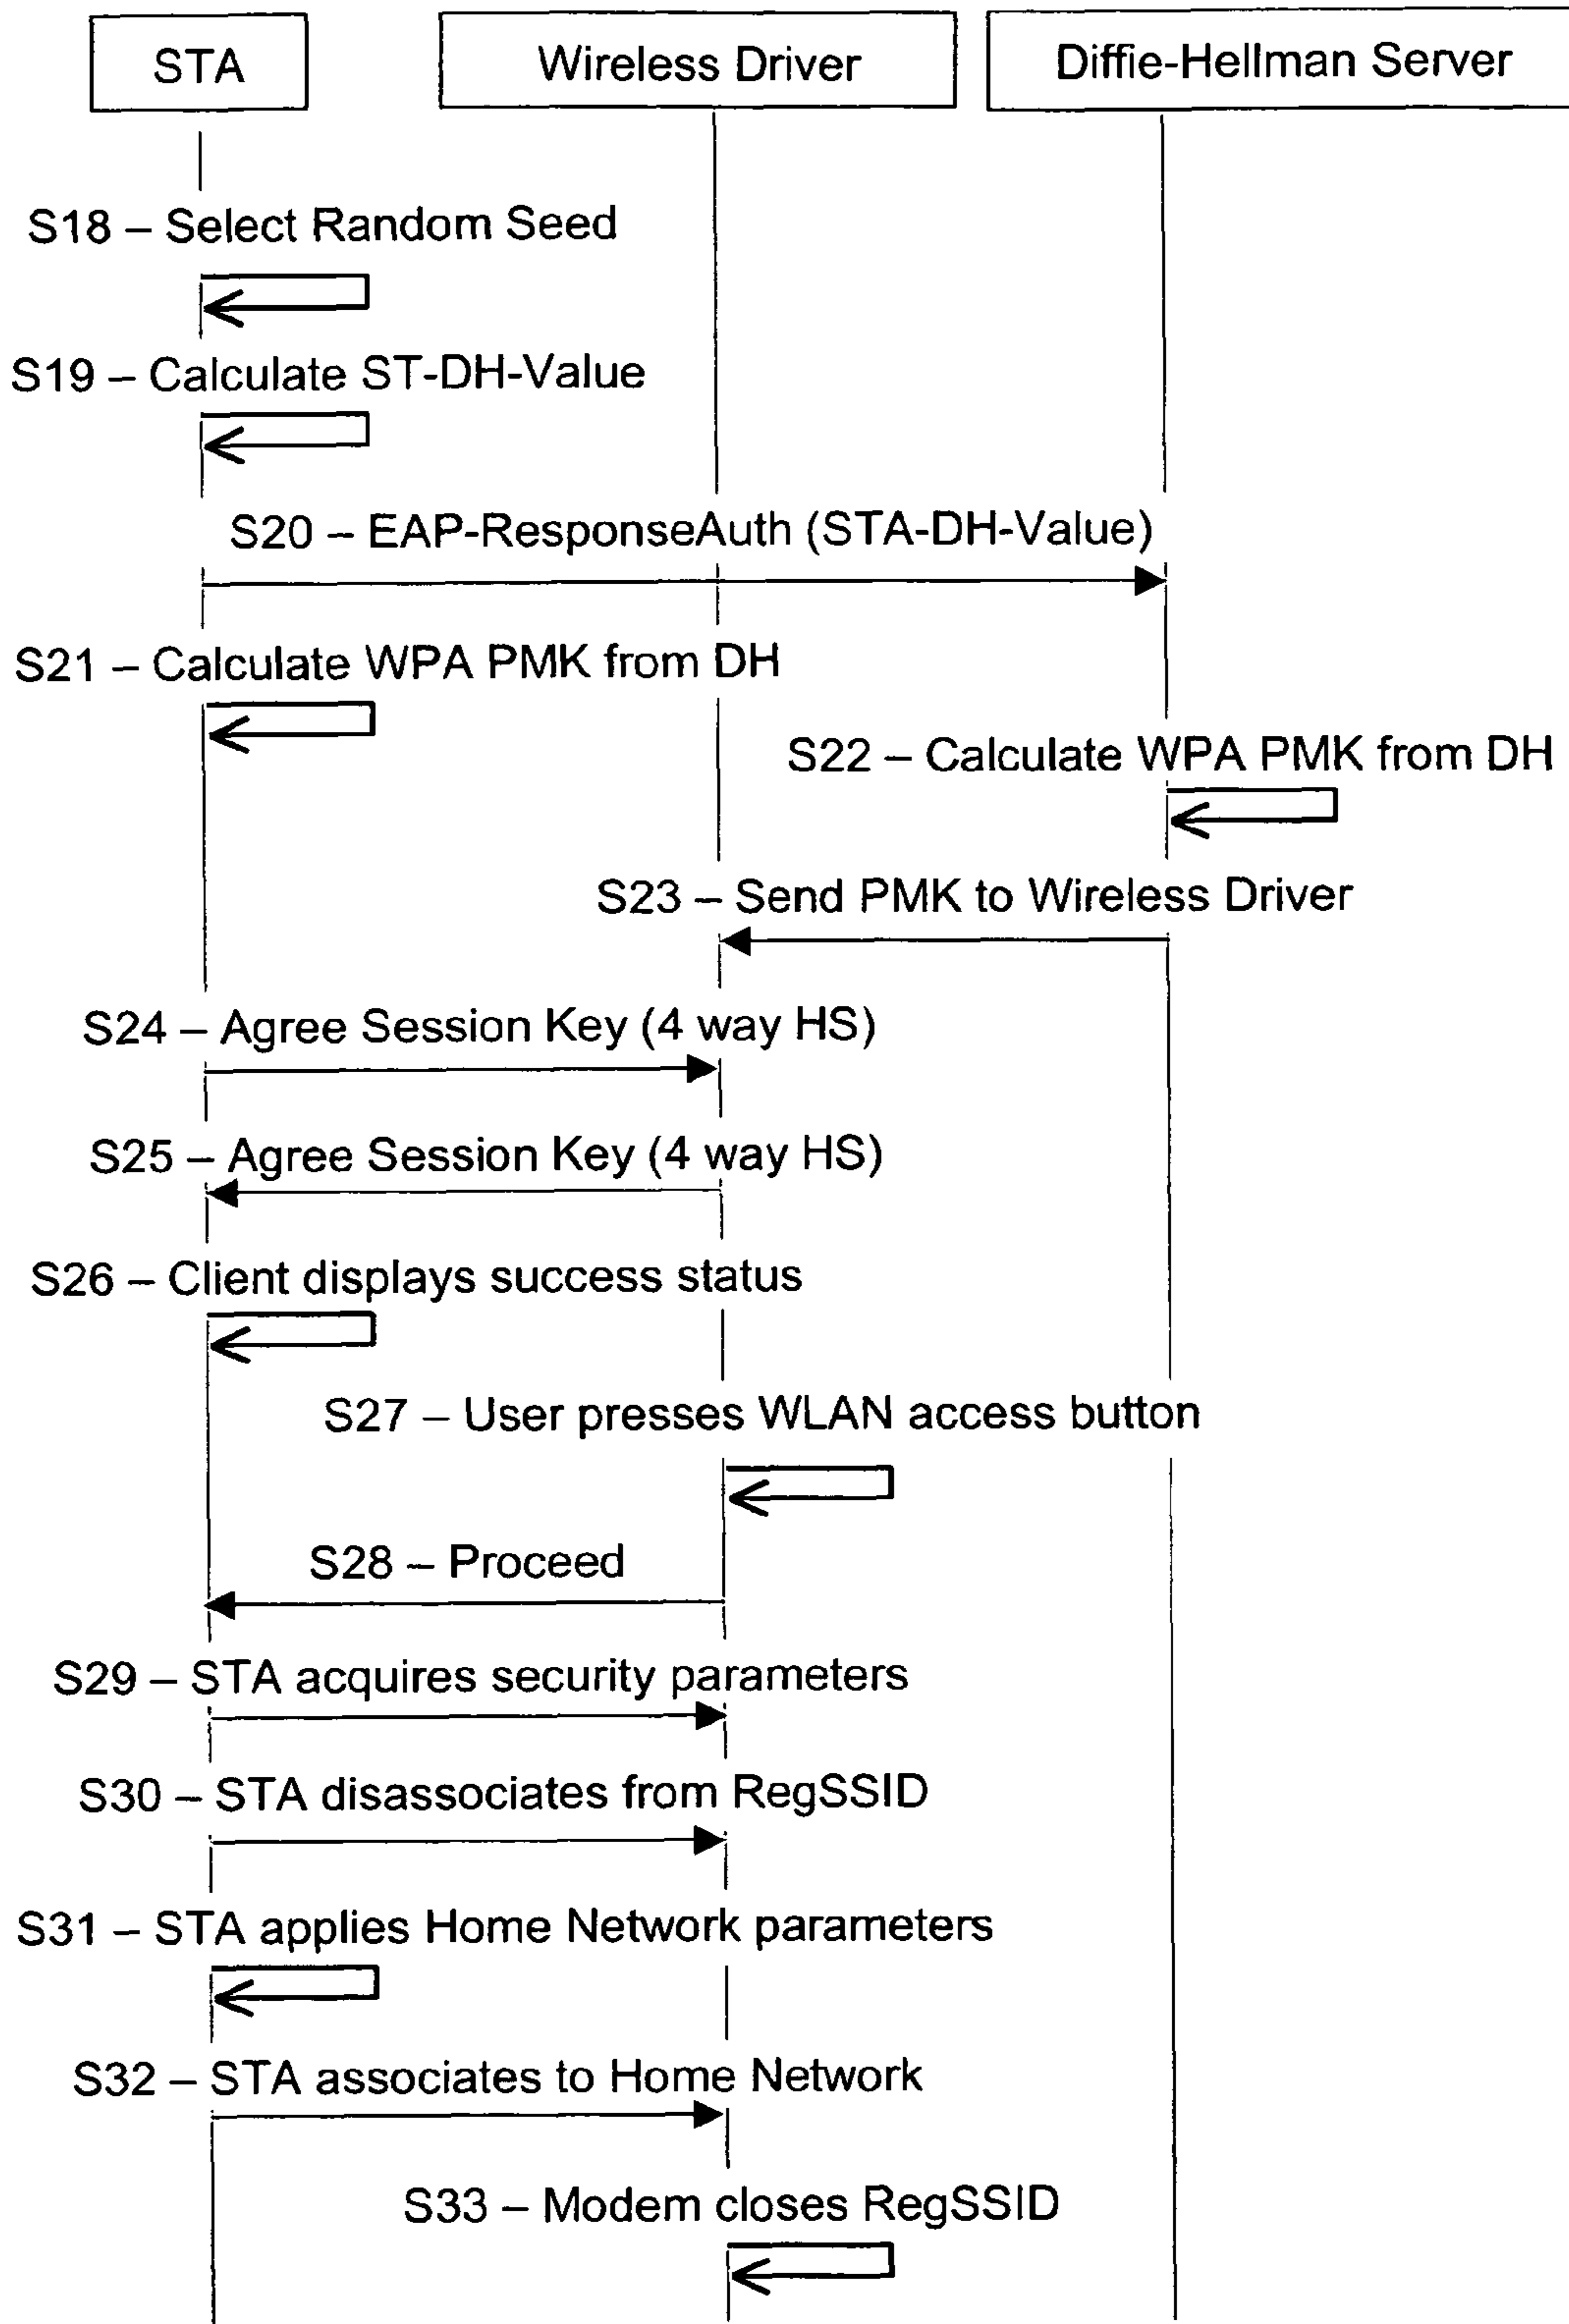 STA
Wireless Driver
Diffie-Hellman Server
S18 – Select Random Seed
S19 – Calculate ST-DH-Value
S20 – EAP-ResponseAuth (STA-DH-Value)
S21 – Calculate WPA PMK from DH
S22 – Calculate WPA PMK from DH
S23 – Send PMK to Wireless Driver
S24 – Agree Session Key (4 way HS)
S25 – Agree Session Key (4 way HS)
S26 – Client displays success status
S27 – User presses WLAN access button
S28 – Proceed
S29 – STA acquires security parameters
S30 – STA disassociates from RegSSID
S31 – STA applies Home Network parameters
S32 – STA associates to Home Network
S33 – Modem closes RegSSID